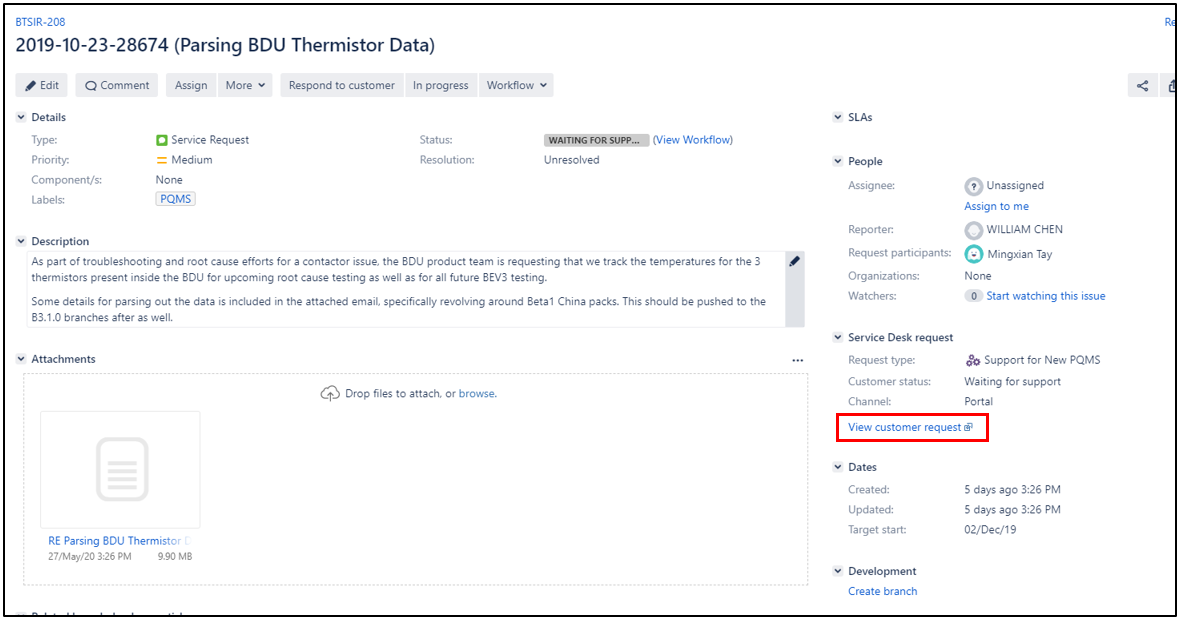 BTSIR-208
Re
2019-10-23-28674 (Parsing BDU Thermistor Data)
Edit
Comment
Assign
More
Respond to customer
In progress
Workflow
Details
Type: Service Request
Status: WAITING FOR SUPP... (View Workflow)
Priority: Medium
Resolution: Unresolved
Component/s: None
Labels: PQMS
Description
As part of troubleshooting and root cause efforts for a contactor issue, the BDU product team is requesting that we track the temperatures for the 3
thermistors present inside the BDU for upcoming root cause testing as well as for all future BEV3 testing.
Some details for parsing out the data is included in the attached email, specifically revolving around Beta1 China packs. This should be pushed to the
B3.1.0 branches after as well.
Attachments
Drop files to attach, or browse.
RE Parsing BDU Thermistor D
27/May/20 3:26 PM 9.90 MB
SLAs
People
Assignee: Unassigned
Assign to me
Reporter: WILLIAM CHEN
Request participants: Mingxian Tay
Organizations: None
Watchers: 0 Start watching this issue
Service Desk request
Request type: Support for New PQMS
Customer status: Waiting for support
Channel: Portal
View customer request
Dates
Created: 5 days ago 3:26 PM
Updated: 5 days ago 3:26 PM
Target start: 02/Dec/19
Development
Create branch